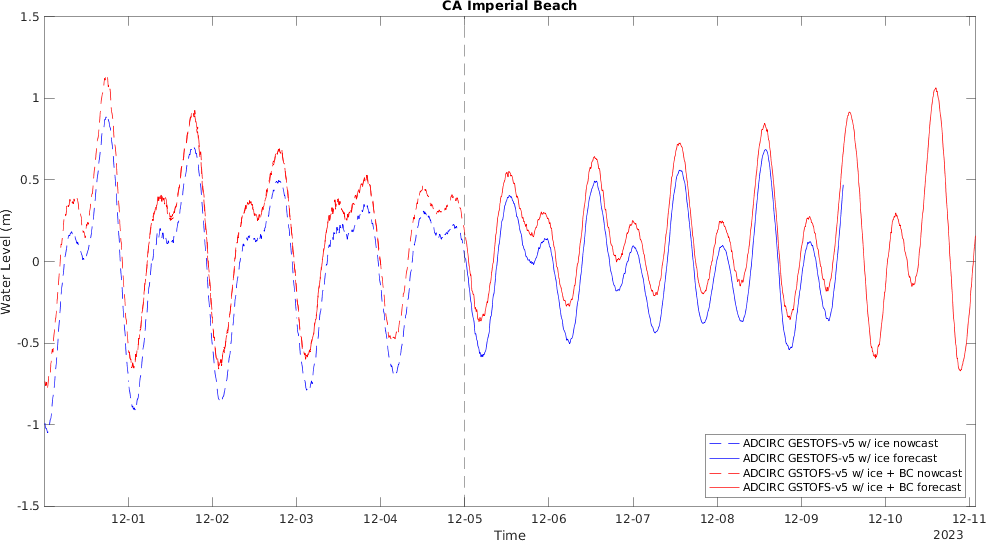 CA Imperial Beach
1.5
1
0.5
0
-0.5
-1
-1.5
Water Level (m)
12-01 12-02 12-03 12-04 12-05 12-06 12-07 12-08 12-09 12-10 12-11
Time
2023
ADCIRC GESTOFS-v5 w/ ice nowcast
ADCIRC GESTOFS-v5 w/ ice forecast
ADCIRC GSTOFS-v5 w/ ice + BC nowcast
ADCIRC GSTOFS-v5 w/ ice + BC forecast